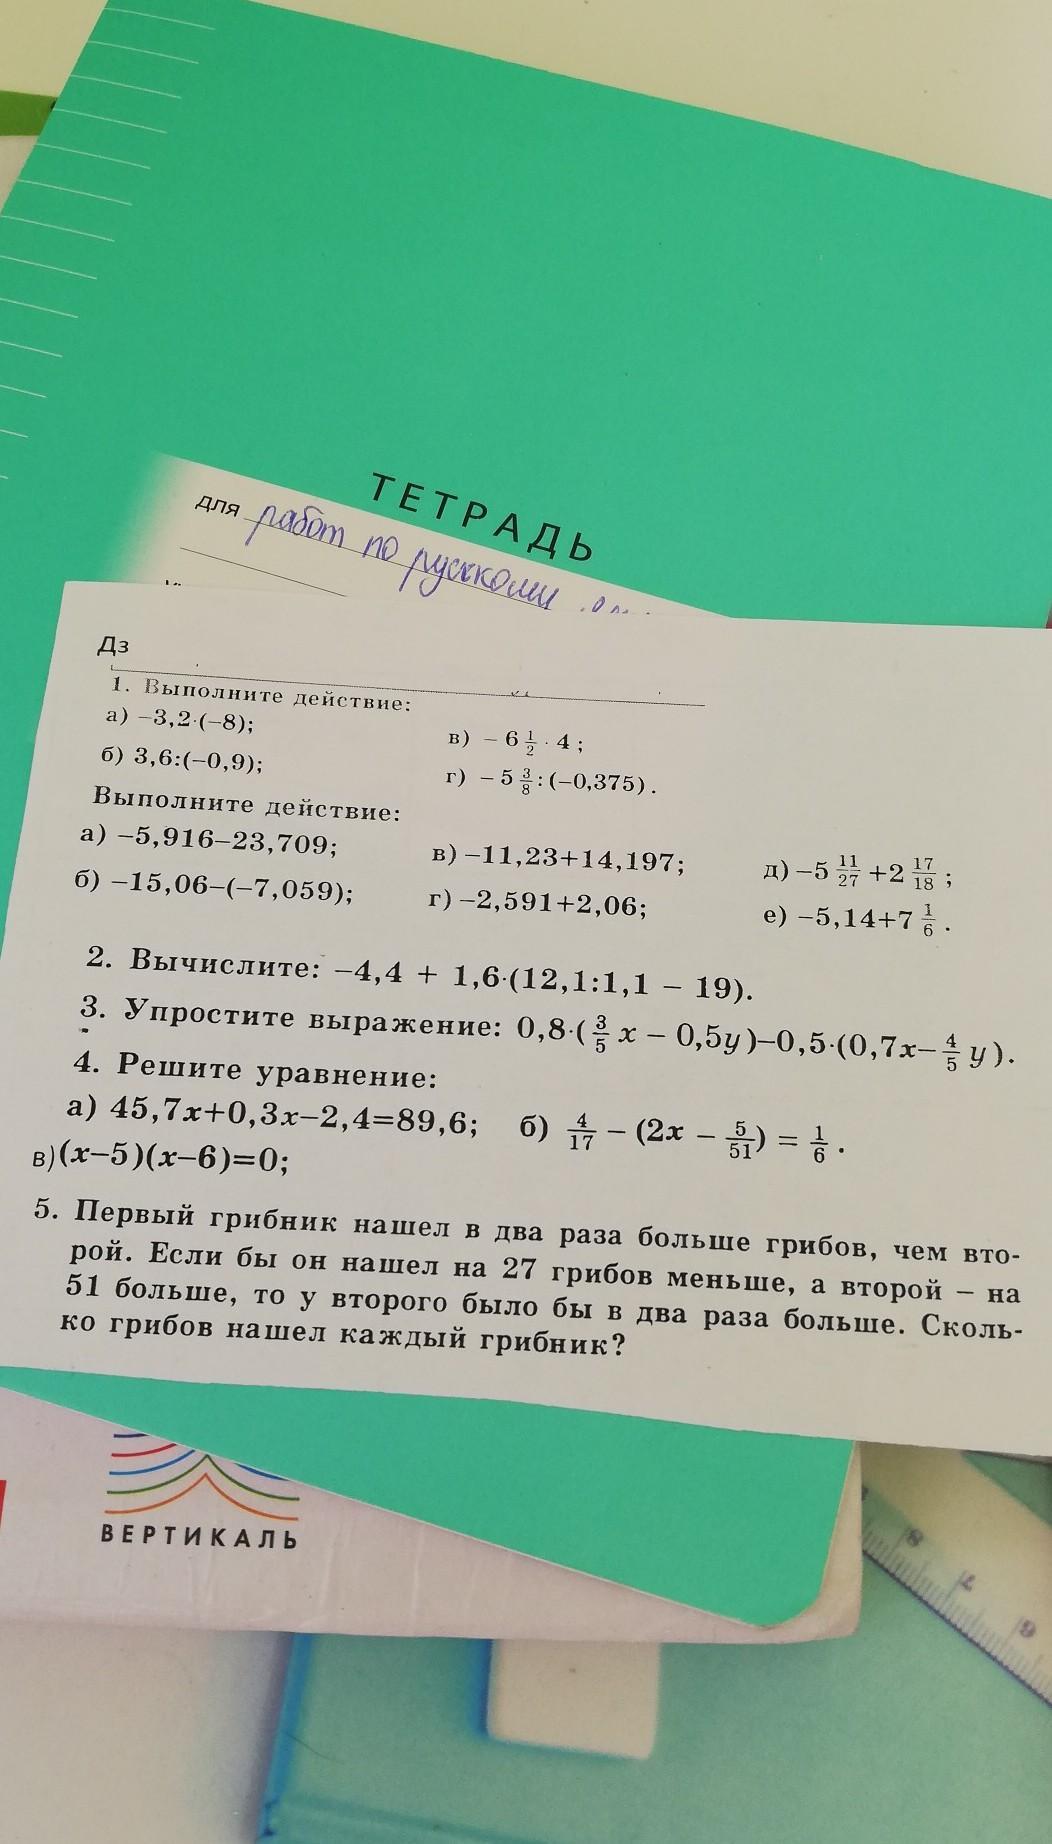 ТЕТРАДЬ
для работ по русскому
Дз
1. Выполните действие:
а) –3,2·(–8);
в) – 6 1/2 · 4 ;
б) 3,6:(–0,9);
г) – 5 3/8 : (–0,375) .
Выполните действие:
а) –5,916–23,709;
в) –11,23+14,197;
д) –5 11/27 +2 17/18 ;
б) –15,06–(–7,059);
г) –2,591+2,06;
е) –5,14+7 1/6 .
2. Вычислите: –4,4 + 1,6·(12,1:1,1 – 19).
3. Упростите выражение: 0,8·( 3/5 x – 0,5y)–0,5·(0,7x– 4/5 y).
4. Решите уравнение:
а) 45,7x+0,3x–2,4=89,6; б) 4/17 – (2x – 5/51) = 1/6 .
в) (x–5)(x–6)=0;
5. Первый грибник нашел в два раза больше грибов, чем вто-
рой. Если бы он нашел на 27 грибов меньше, а второй – на
51 больше, то у второго было бы в два раза больше. Сколь-
ко грибов нашел каждый грибник?
ВЕРТИКАЛЬ
8
7
6